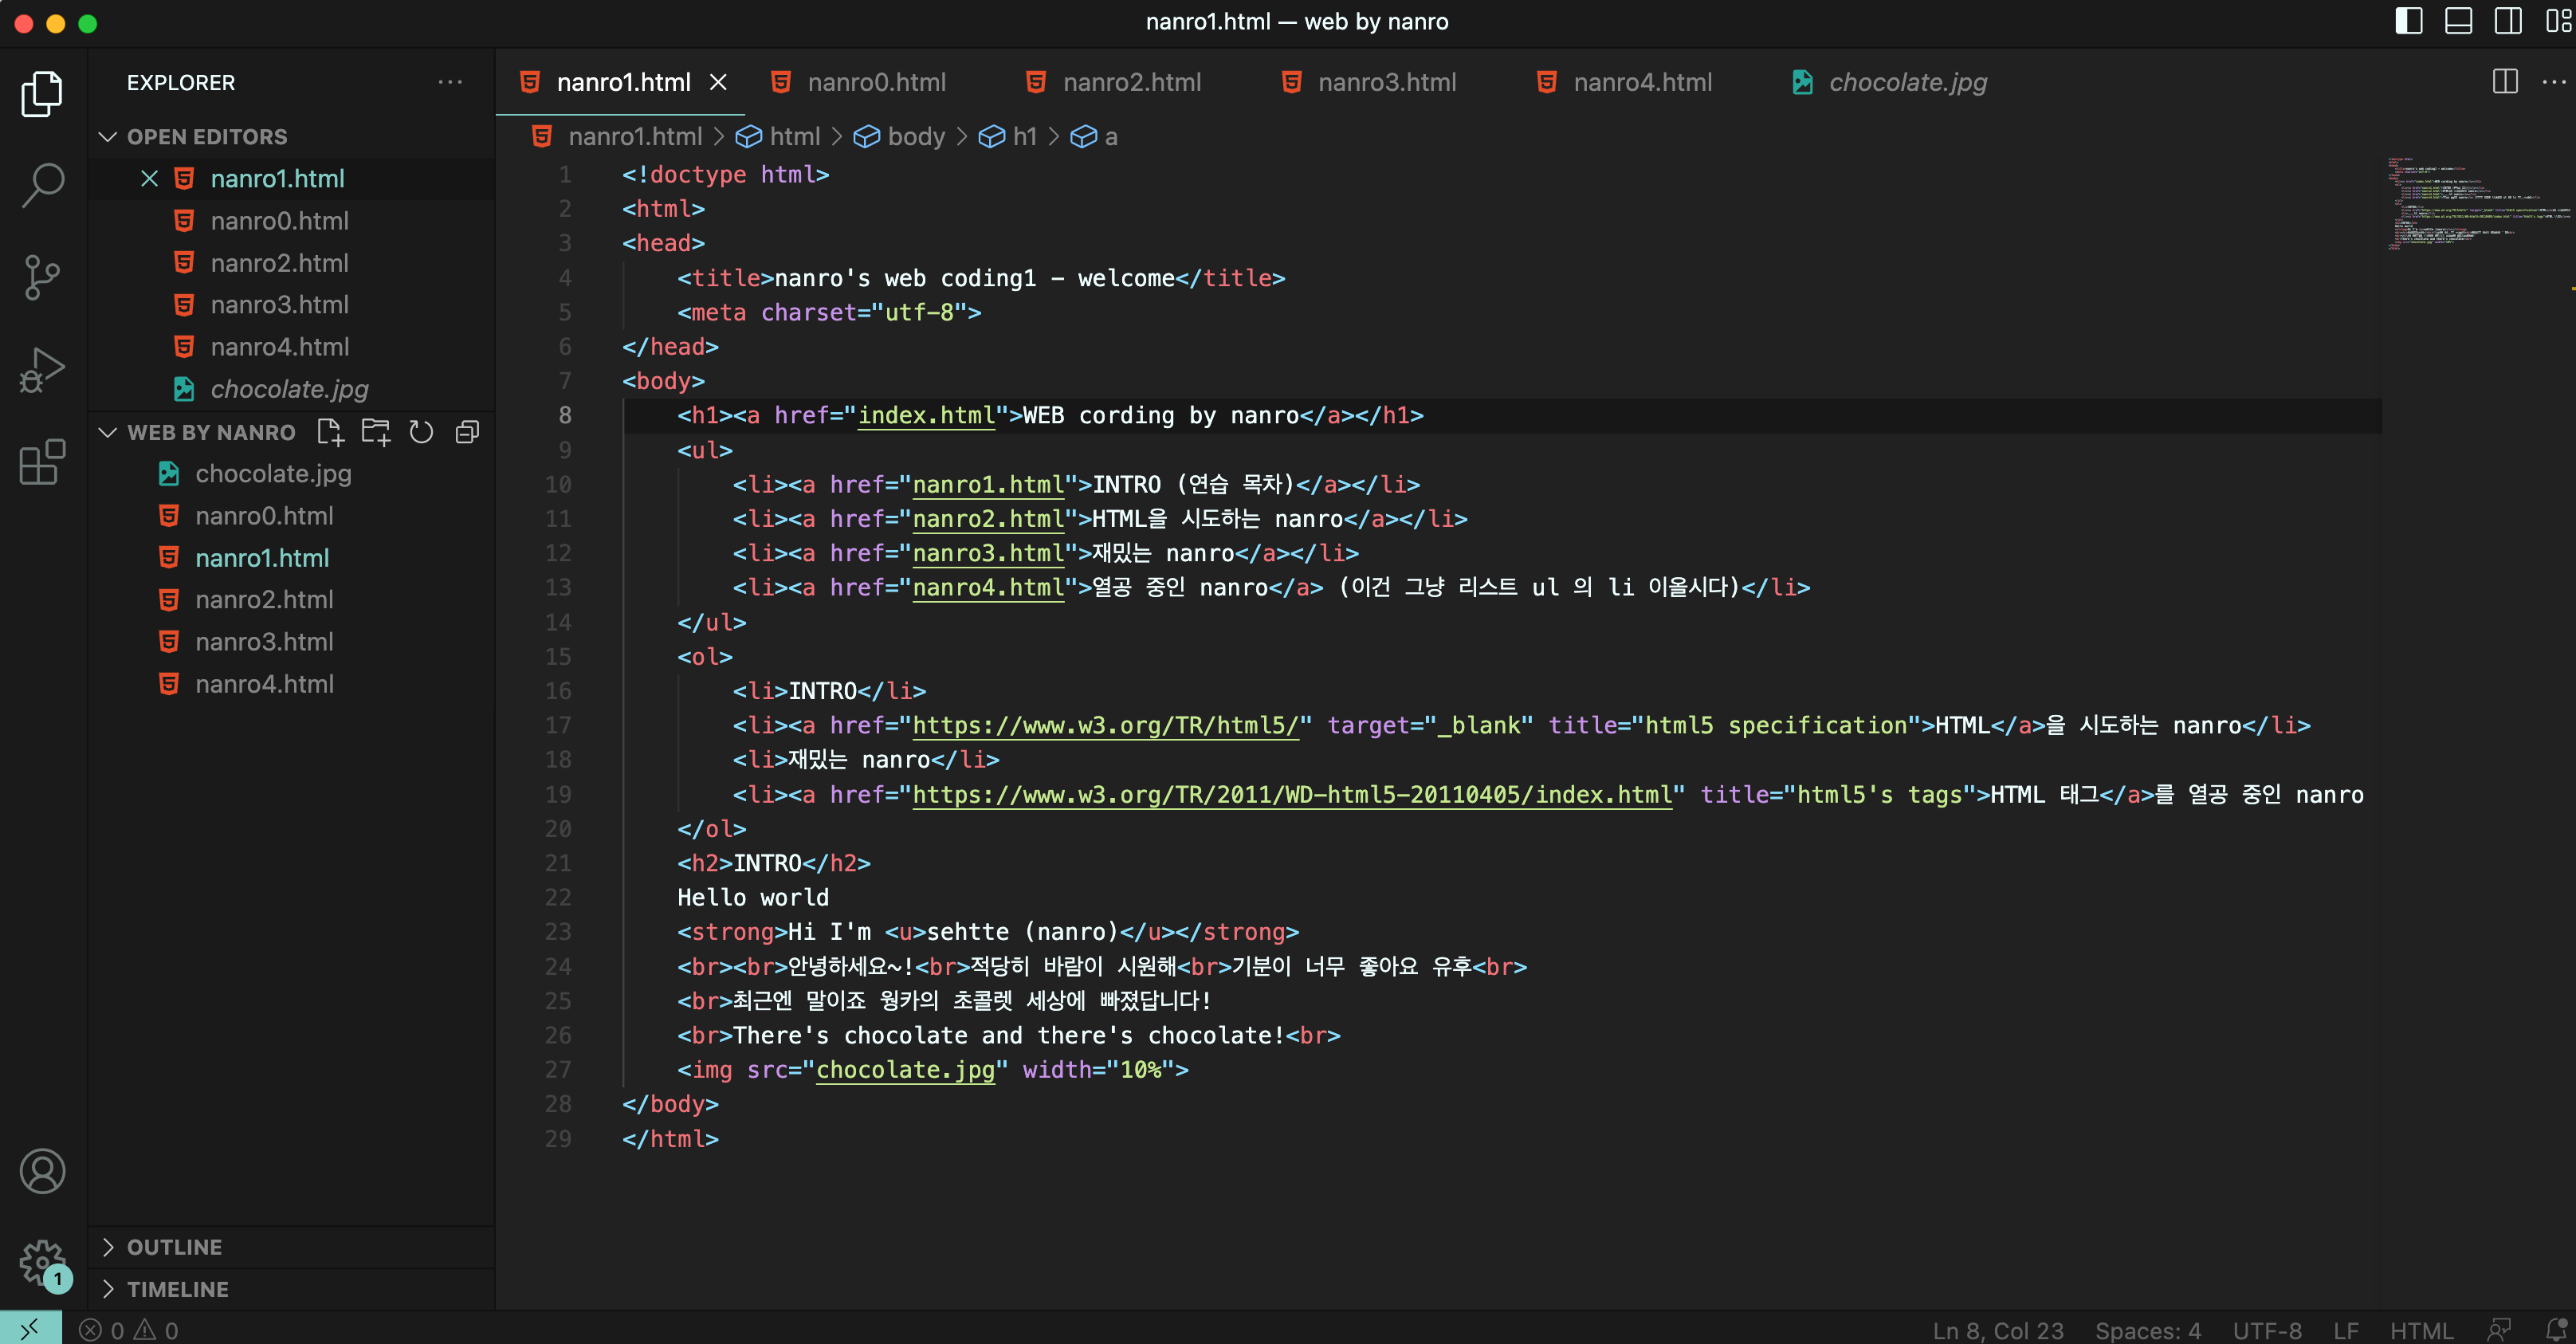 nanro1.html — web by nanro
EXPLORER
OPEN EDITORS
nanro1.html
nanro0.html
nanro2.html
nanro3.html
nanro4.html
chocolate.jpg
WEB BY NANRO
chocolate.jpg
nanro0.html
nanro1.html
nanro2.html
nanro3.html
nanro4.html
OUTLINE
TIMELINE
1
nanro1.html nanro0.html nanro2.html nanro3.html nanro4.html chocolate.jpg
nanro1.html > html > body > h1 > a
1 <!doctype html>
2 <html>
3 <head>
4 <title>nanro's web coding1 - welcome</title>
5 <meta charset="utf-8">
6 </head>
7 <body>
8 <h1><a href="index.html">WEB cording by nanro</a></h1>
9 <ul>
10 <li><a href="nanro1.html">INTRO (연습 목차)</a></li>
11 <li><a href="nanro2.html">HTML을 시도하는 nanro</a></li>
12 <li><a href="nanro3.html">재밌는 nanro</a></li>
13 <li><a href="nanro4.html">열공 중인 nanro</a> (이건 그냥 리스트 ul 의 li 이올시다)</li>
14 </ul>
15 <ol>
16 <li>INTRO</li>
17 <li><a href="https://www.w3.org/TR/html5/" target="_blank" title="html5 specification">HTML</a>을 시도하는 nanro</li>
18 <li>재밌는 nanro</li>
19 <li><a href="https://www.w3.org/TR/2011/WD-html5-20110405/index.html" title="html5's tags">HTML 태그</a>를 열공 중인 nanro
20 </ol>
21 <h2>INTRO</h2>
22 Hello world
23 <strong>Hi I'm <u>sehtte (nanro)</u></strong>
24 <br><br>안녕하세요~!<br>적당히 바람이 시원해<br>기분이 너무 좋아요 유후<br>
25 <br>최근엔 말이죠 웡카의 초콜렛 세상에 빠졌답니다!
26 <br>There's chocolate and there's chocolate!<br>
27 <img src="chocolate.jpg" width="10%">
28 </body>
29 </html>
0 0 Ln 8, Col 23 Spaces: 4 UTF-8 LF HTML